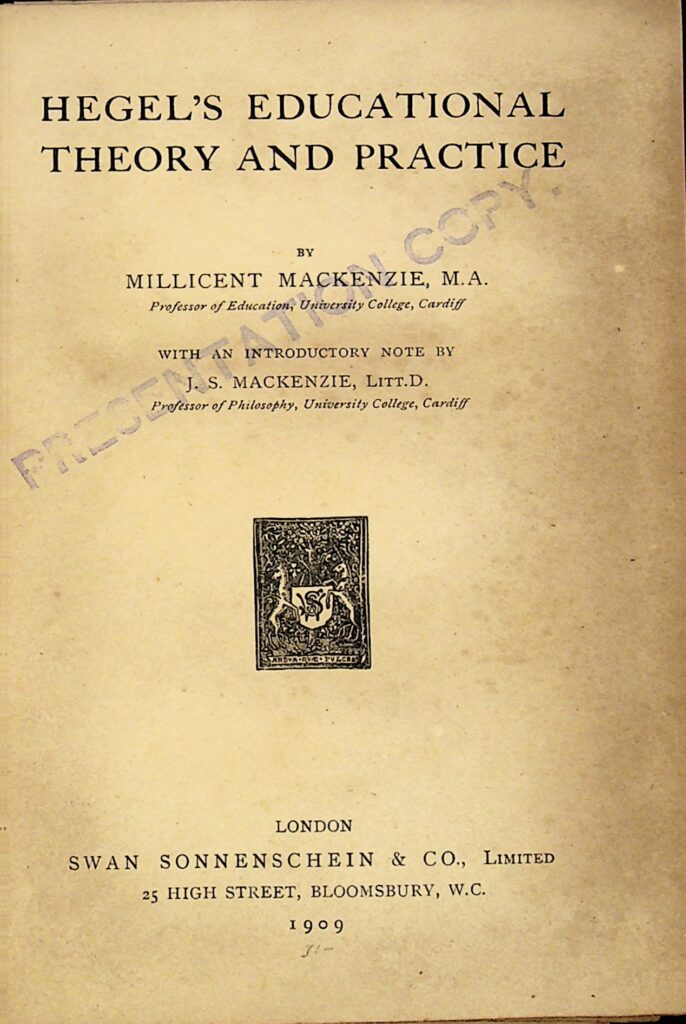 HEGEL'S EDUCATIONAL
THEORY AND PRACTICE
BY
MILLICENT MACKENZIE, M.A.
Professor of Education, University College, Cardiff
WITH AN INTRODUCTORY NOTE BY
J. S. MACKENZIE, LITT.D.
Professor of Philosophy, University College, Cardiff
PRESENTATION COPY.
WS
LONDON
SWAN SONNENSCHEIN & CO., LIMITED
25 HIGH STREET, BLOOMSBURY, W.C.
1909